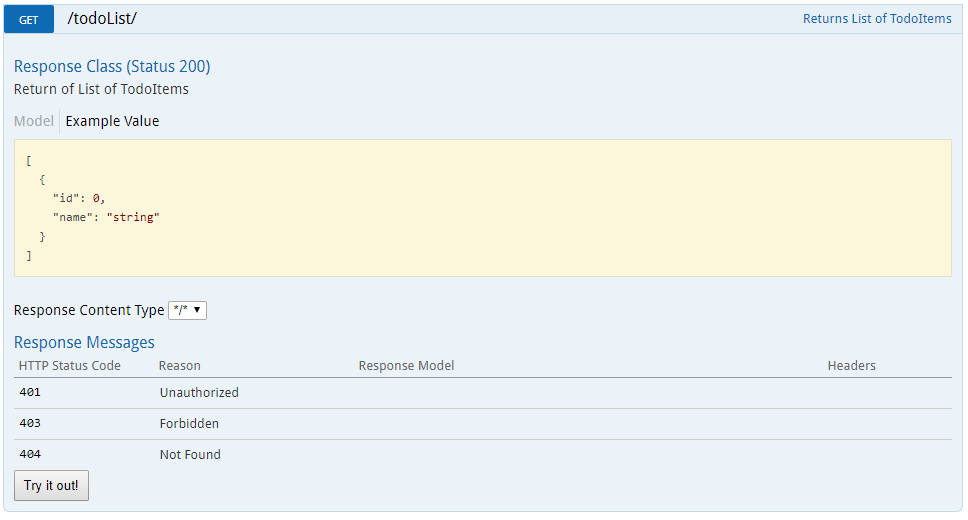 GET /todoList/ Returns List of TodoItems
Response Class (Status 200)
Return of List of TodoItems
Model Example Value
[
{
"id": 0,
"name": "string"
}
]
Response Content Type */* ▼
Response Messages
HTTP Status Code Reason Response Model Headers
401 Unauthorized
403 Forbidden
404 Not Found
Try it out!